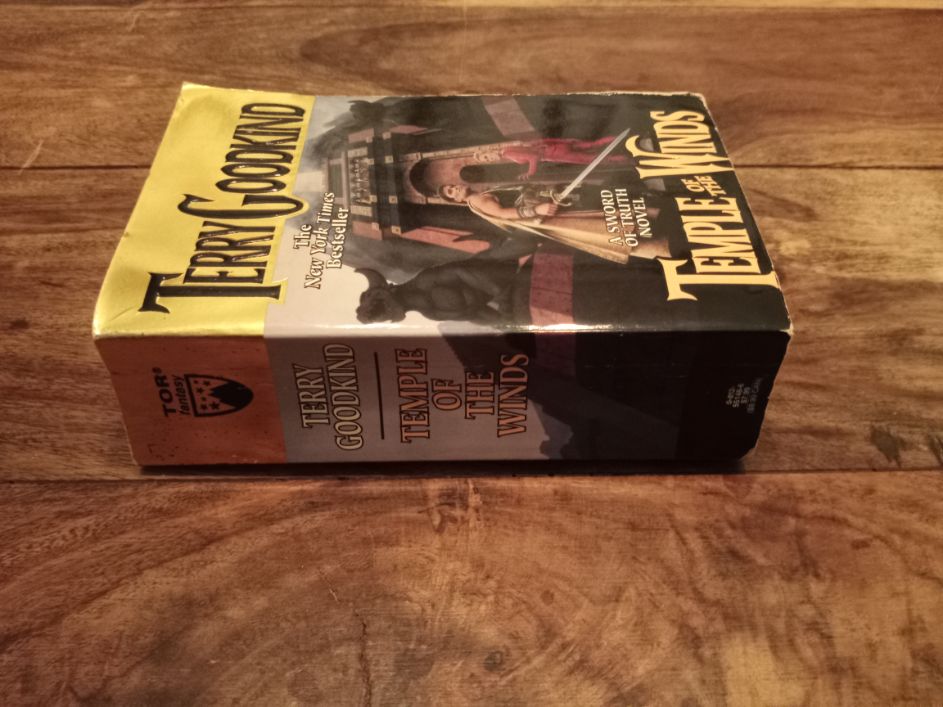 TERRY GOODKIND
The
New York Times
Bestseller
A SWORD
OF TRUTH
NOVEL
TEMPLE
OF
THE
WINDS
TOR®
fantasy
TERRY
GOODKIND
TEMPLE
OF
THE
WINDS